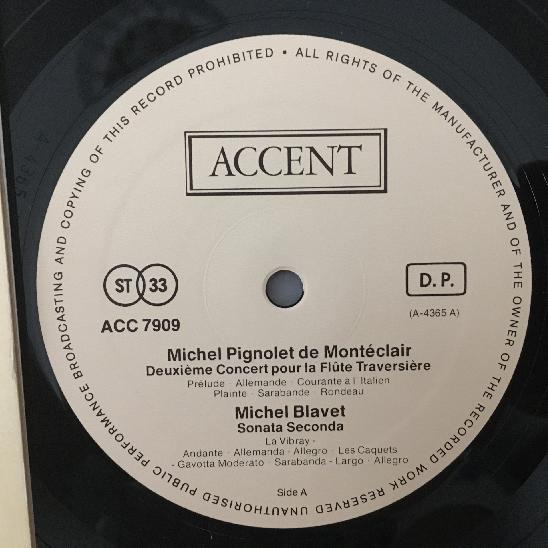 UNAUTHORISED PUBLIC PERFORMANCE BROADCASTING AND COPYING OF THIS RECORD PROHIBITED • ALL RIGHTS OF THE MANUFACTURER AND OF THE OWNER OF THE RECORDED WORK RESERVED
ACCENT
ST 33
D.P.
ACC 7909
(A-4365 A)
Michel Pignolet de Montéclair
Deuxième Concert pour la Flûte Traversière
Prélude - Allemande - Courante a l'Italien
Plainte - Sarabande - Rondeau
Michel Blavet
Sonata Seconda
La Vibray -
Andante - Allemanda - Allegro - Les Caquets
- Gavotta Moderato - Sarabanda - Largo - Allegro
Side A